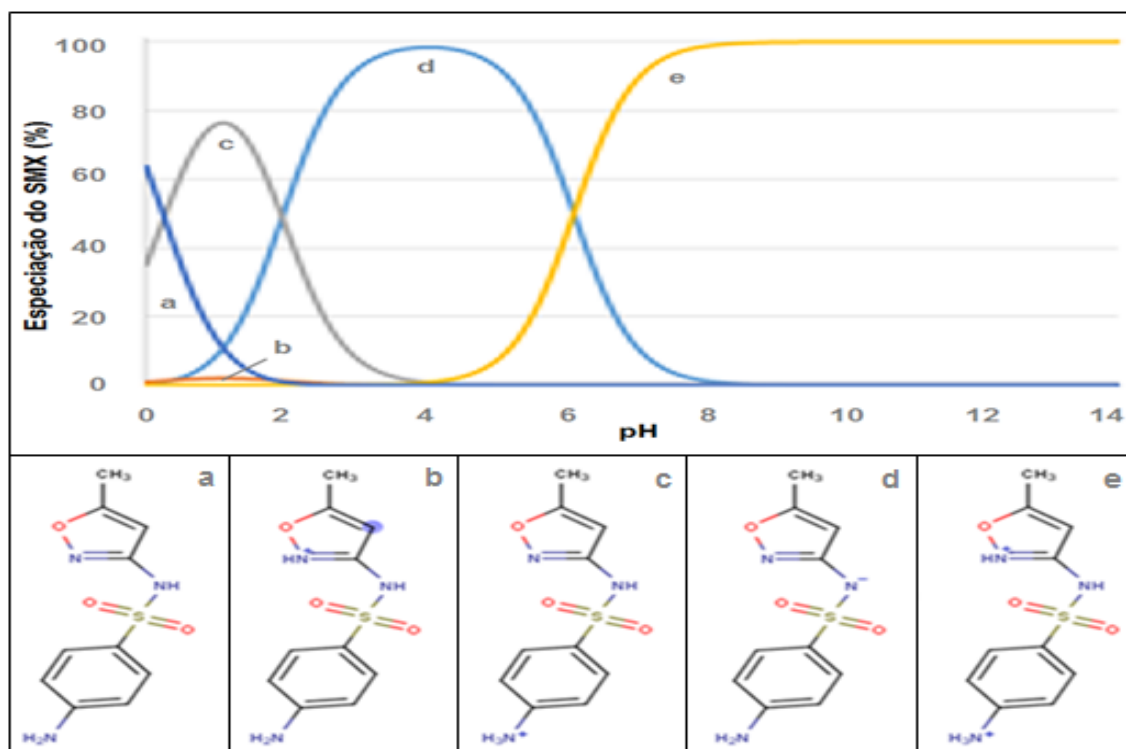 Especiação do SMX (%)
100
80
60
40
20
0
a
b
c
d
e
0 2 4 6 8 10 12 14
pH
a b c d e
CH₃ CH₃ CH₃ CH₃ CH₃
O O O O O
N HN⁺ N N HN⁺
NH NH NH N⁻ NH
O S O O S O O S O O S O O S O
H₂N H₂N H₃N⁺ H₂N H₃N⁺